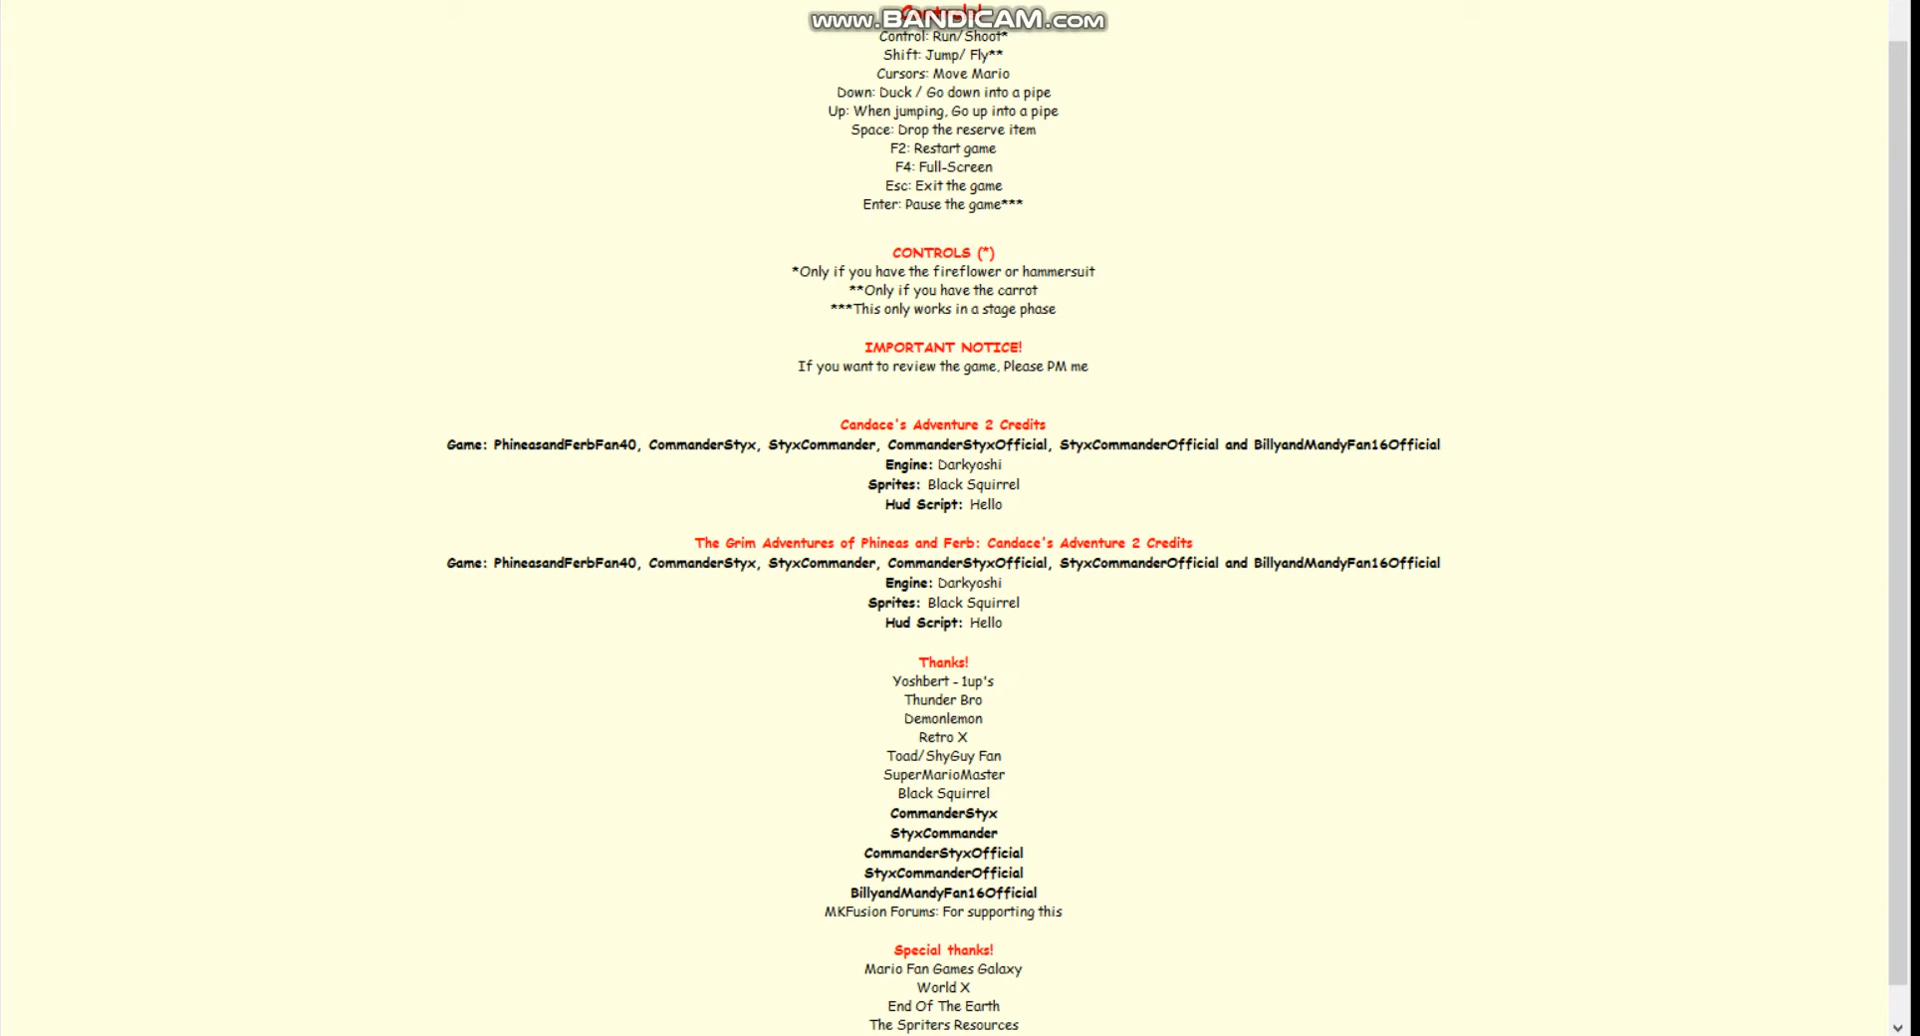 www.BANDICAM.com
Control: Run/Shoot*
Shift: Jump/ Fly**
Cursors: Move Mario
Down: Duck / Go down into a pipe
Up: When jumping, Go up into a pipe
Space: Drop the reserve item
F2: Restart game
F4: Full-Screen
Esc: Exit the game
Enter: Pause the game***
CONTROLS (*)
*Only if you have the fireflower or hammersuit
**Only if you have the carrot
***This only works in a stage phase
IMPORTANT NOTICE!
If you want to review the game, Please PM me
Candace's Adventure 2 Credits
Game: PhineasandFerbFan40, CommanderStyx, StyxCommander, CommanderStyxOfficial, StyxCommanderOfficial and BillyandMandyFan16Official
Engine: Darkyoshi
Sprites: Black Squirrel
Hud Script: Hello
The Grim Adventures of Phineas and Ferb: Candace's Adventure 2 Credits
Game: PhineasandFerbFan40, CommanderStyx, StyxCommander, CommanderStyxOfficial, StyxCommanderOfficial and BillyandMandyFan16Official
Engine: Darkyoshi
Sprites: Black Squirrel
Hud Script: Hello
Thanks!
Yoshbert - 1up's
Thunder Bro
Demonlemon
Retro X
Toad/ShyGuy Fan
SuperMarioMaster
Black Squirrel
CommanderStyx
StyxCommander
CommanderStyxOfficial
StyxCommanderOfficial
BillyandMandyFan16Official
MKFusion Forums: For supporting this
Special thanks!
Mario Fan Games Galaxy
World X
End Of The Earth
The Spriters Resources